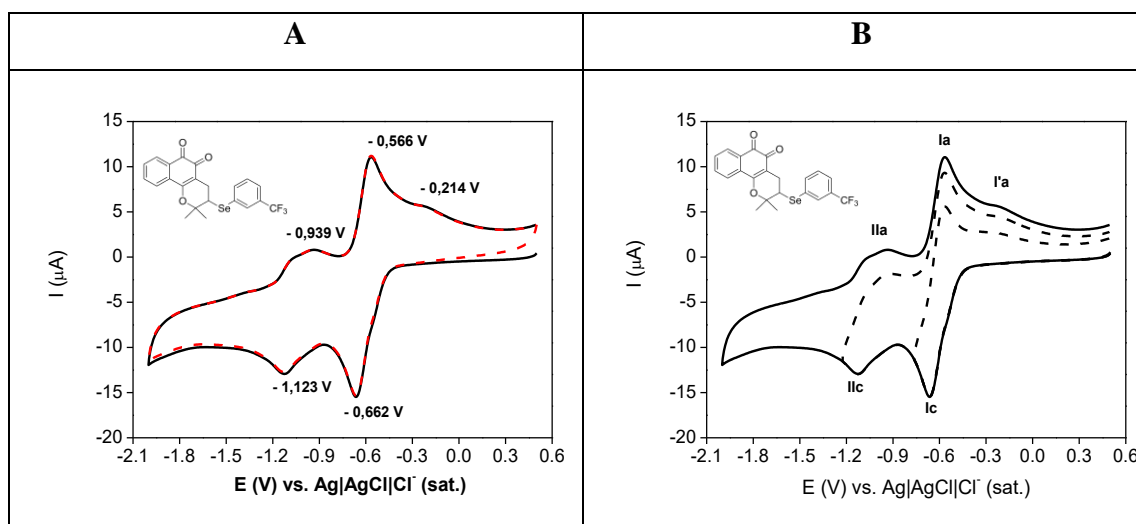 A
B
15
10
5
0
-5
-10
-15
-20
-2.1 -1.8 -1.5 -1.2 -0.9 -0.6 -0.3 0.0 0.3 0.6
I (μA)
E (V) vs. Ag|AgCl|Cl⁻ (sat.)
- 0,566 V
- 0,214 V
- 0,939 V
- 1,123 V
- 0,662 V
O
O
O
Se
CF₃
15
10
5
0
-5
-10
-15
-20
-2.1 -1.8 -1.5 -1.2 -0.9 -0.6 -0.3 0.0 0.3 0.6
I (μA)
E (V) vs. Ag|AgCl|Cl⁻ (sat.)
Ia
I'a
IIa
IIc
Ic
O
O
O
Se
CF₃